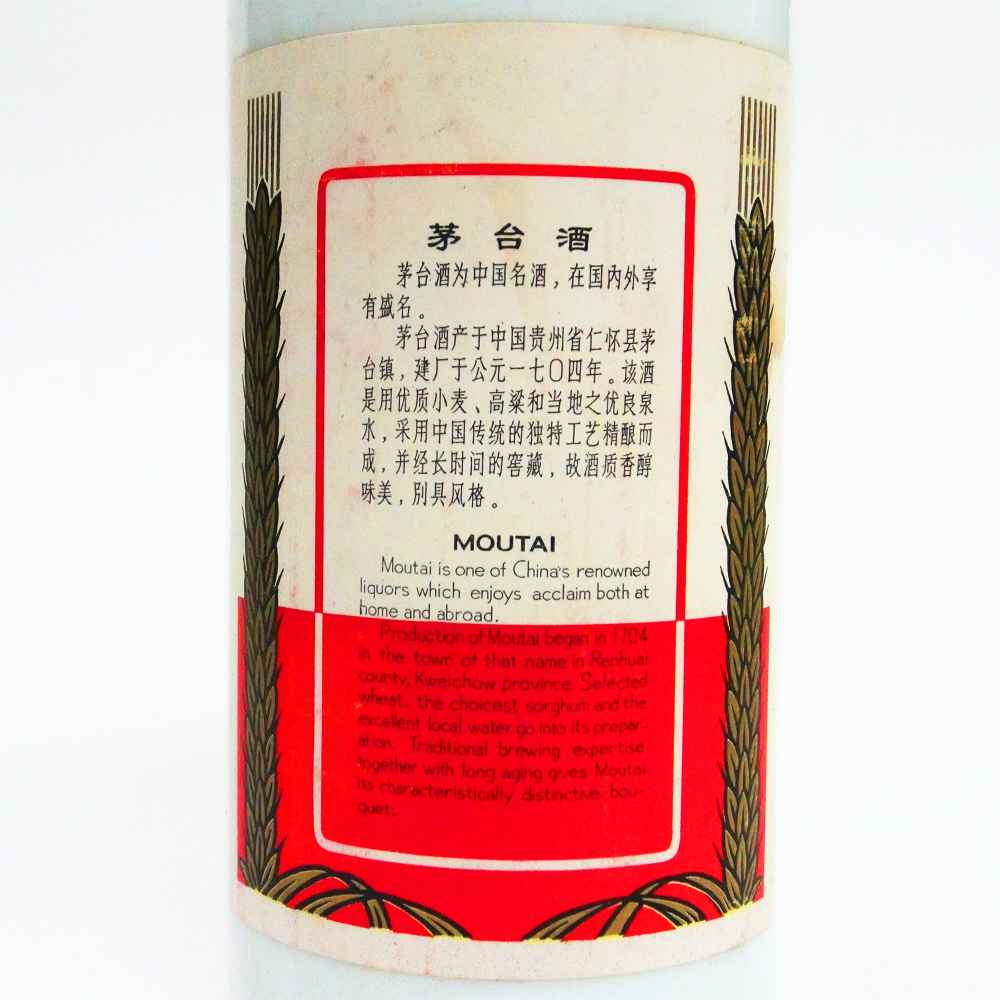 茅台酒
茅台酒为中国名酒，在国内外享
有盛名。
茅台酒产于中国贵州省仁怀县茅
台镇，建厂于公元一七〇四年。该酒
是用优质小麦、高粱和当地之优良泉
水，采用中国传统的独特工艺精酿而
成，并经长时间的窖藏，故酒质香醇
味美，别具风格。
MOUTAI
Moutai is one of China's renowned
liquors which enjoys acclaim both at
home and abroad.
Production of Moutai began in 1704
in the town of that name in Renhuai
county, Kweichow province. Selected
wheat, the choicest sorghum and the
excellent local water go into its prepar-
ation. Traditional brewing expertise
together with long aging gives Moutai
its characteristically distinctive bou-
quet.